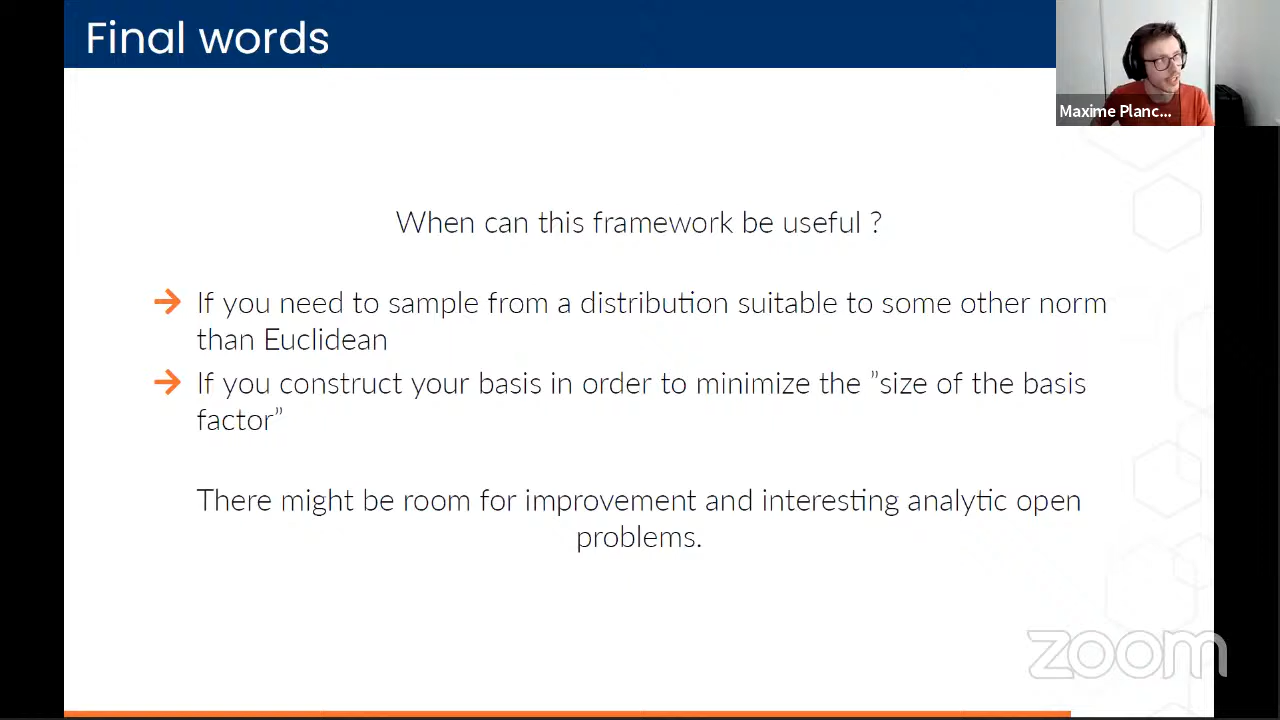 Final words
Maxime Planc...
When can this framework be useful ?
→ If you need to sample from a distribution suitable to some other norm
than Euclidean
→ If you construct your basis in order to minimize the ”size of the basis
factor”
There might be room for improvement and interesting analytic open
problems.
zoom